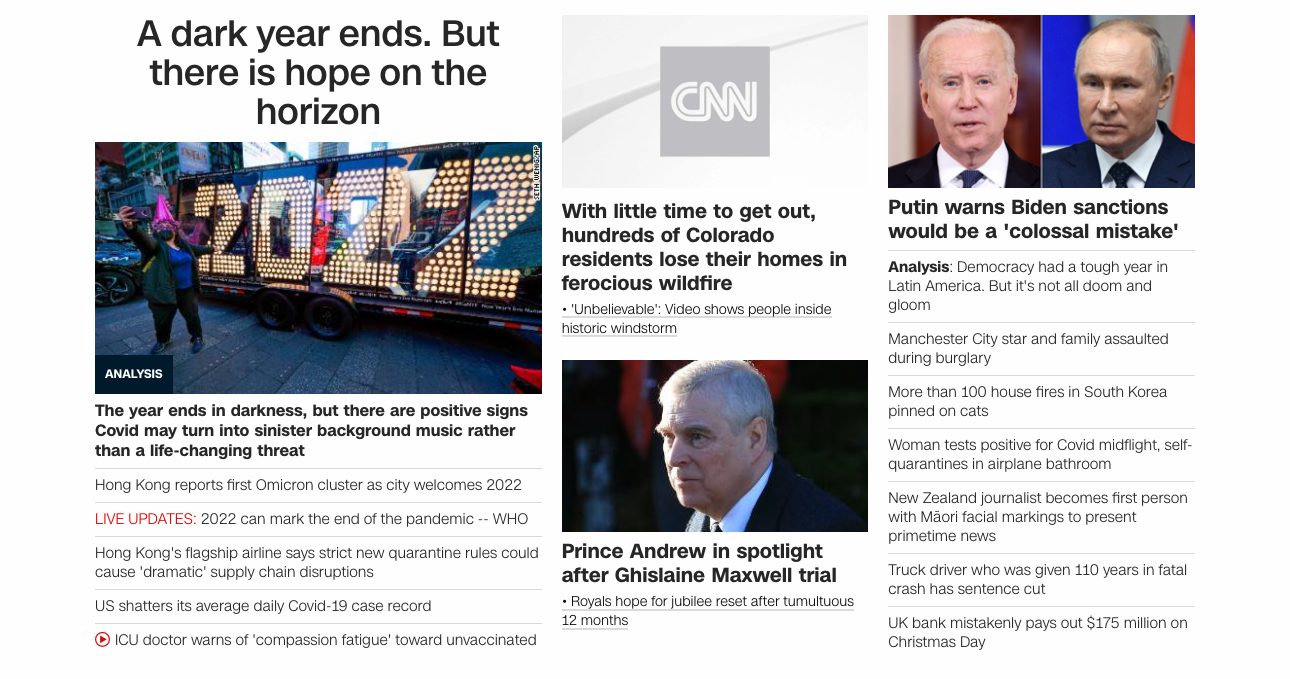 A dark year ends. But
there is hope on the
horizon
SETH WENIG/AP
2022
ANALYSIS
The year ends in darkness, but there are positive signs
Covid may turn into sinister background music rather
than a life-changing threat
Hong Kong reports first Omicron cluster as city welcomes 2022
LIVE UPDATES: 2022 can mark the end of the pandemic -- WHO
Hong Kong's flagship airline says strict new quarantine rules could
cause 'dramatic' supply chain disruptions
US shatters its average daily Covid-19 case record
ICU doctor warns of 'compassion fatigue' toward unvaccinated
CNN
With little time to get out,
hundreds of Colorado
residents lose their homes in
ferocious wildfire
• 'Unbelievable': Video shows people inside
historic windstorm
Prince Andrew in spotlight
after Ghislaine Maxwell trial
• Royals hope for jubilee reset after tumultuous
12 months
Putin warns Biden sanctions
would be a 'colossal mistake'
Analysis: Democracy had a tough year in
Latin America. But it's not all doom and
gloom
Manchester City star and family assaulted
during burglary
More than 100 house fires in South Korea
pinned on cats
Woman tests positive for Covid midflight, self-
quarantines in airplane bathroom
New Zealand journalist becomes first person
with Māori facial markings to present
primetime news
Truck driver who was given 110 years in fatal
crash has sentence cut
UK bank mistakenly pays out $175 million on
Christmas Day